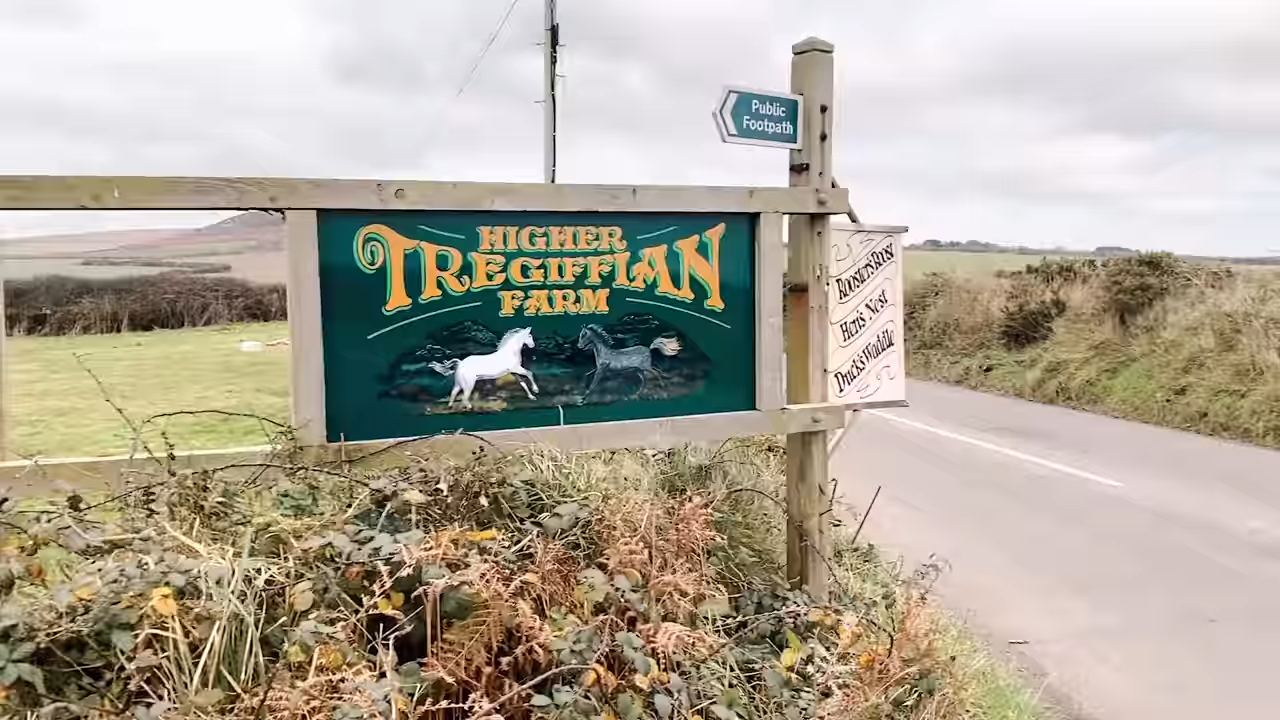 Public
Footpath
HIGHER
TREGIFFIAN
FARM
Rooster's Roost
Hen's Nest
Duck's Waddle